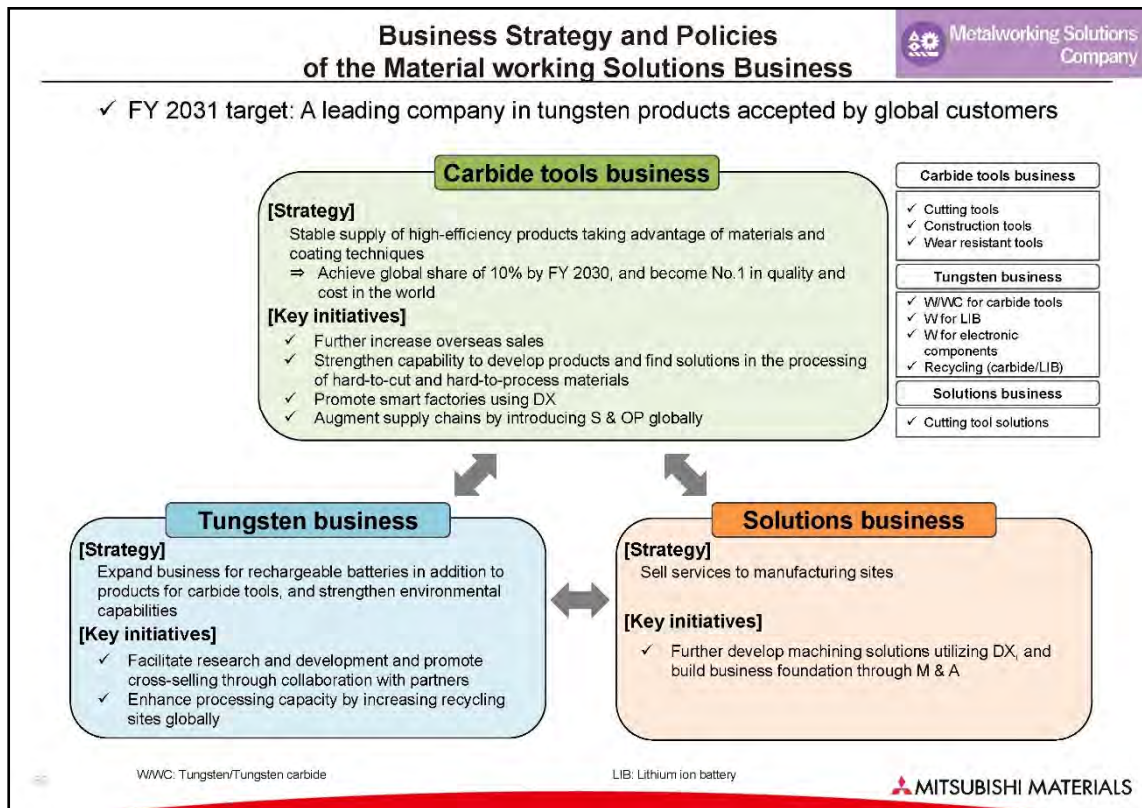 Business Strategy and Policies
of the Material working Solutions Business
Metalworking Solutions
Company
✓ FY 2031 target: A leading company in tungsten products accepted by global customers
Carbide tools business
[Strategy]
Stable supply of high-efficiency products taking advantage of materials and
coating techniques
⇒ Achieve global share of 10% by FY 2030, and become No.1 in quality and
cost in the world
[Key initiatives]
✓ Further increase overseas sales
✓ Strengthen capability to develop products and find solutions in the processing
of hard-to-cut and hard-to-process materials
✓ Promote smart factories using DX
✓ Augment supply chains by introducing S & OP globally
Carbide tools business
✓ Cutting tools
✓ Construction tools
✓ Wear resistant tools
Tungsten business
✓ W/WC for carbide tools
✓ W for LIB
✓ W for electronic
components
✓ Recycling (carbide/LIB)
Solutions business
✓ Cutting tool solutions
Tungsten business
[Strategy]
Expand business for rechargeable batteries in addition to
products for carbide tools, and strengthen environmental
capabilities
[Key initiatives]
✓ Facilitate research and development and promote
cross-selling through collaboration with partners
✓ Enhance processing capacity by increasing recycling
sites globally
Solutions business
[Strategy]
Sell services to manufacturing sites
[Key initiatives]
✓ Further develop machining solutions utilizing DX, and
build business foundation through M & A
W/WC: Tungsten/Tungsten carbide
LIB: Lithium ion battery
MITSUBISHI MATERIALS